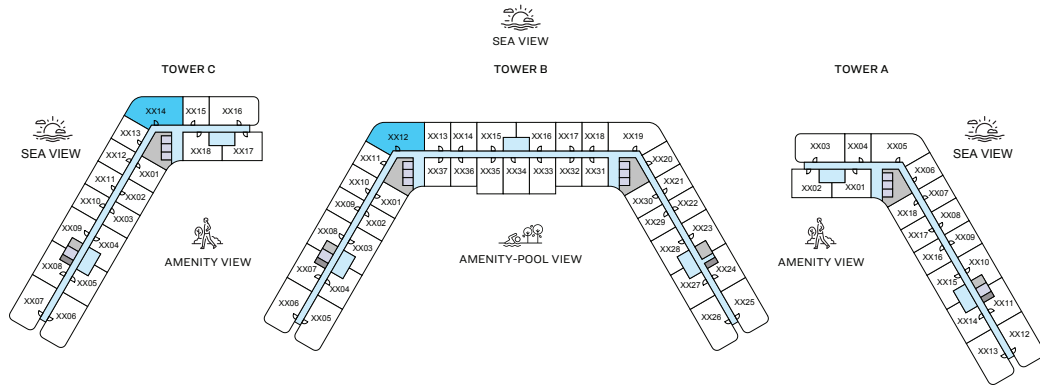 SEA VIEW
TOWER C
TOWER B
TOWER A
SEA VIEW
SEA VIEW
AMENITY VIEW
AMENITY-POOL VIEW
AMENITY VIEW
XX14
XX15
XX16
XX13
XX18
XX17
XX12
XX01
XX11
XX02
XX10
XX03
XX09
XX04
XX08
XX05
XX07
XX06
XX12
XX13
XX14
XX15
XX16
XX17
XX18
XX19
XX11
XX37
XX36
XX35
XX34
XX33
XX32
XX31
XX20
XX10
XX01
XX30
XX21
XX09
XX02
XX29
XX22
XX08
XX03
XX28
XX23
XX07
XX04
XX27
XX24
XX06
XX05
XX26
XX25
XX03
XX04
XX05
XX02
XX01
XX06
XX07
XX18
XX08
XX17
XX09
XX16
XX10
XX15
XX11
XX14
XX12
XX13